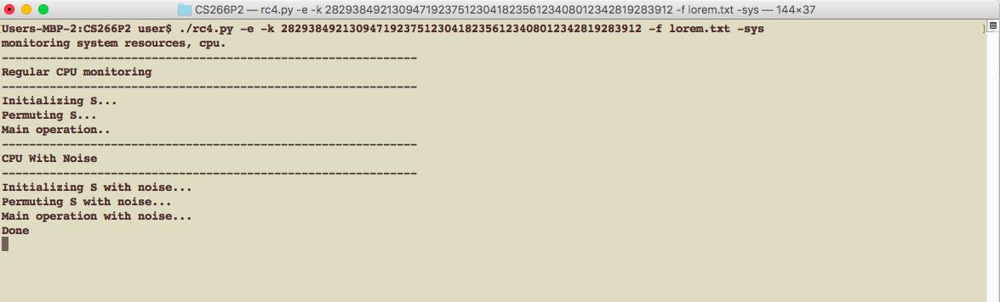 CS266P2 — rc4.py -e -k 28293849213094719237512304182356123408012342819283912 -f lorem.txt -sys — 144×37
[Users-MBP-2:CS266P2 user$ ./rc4.py -e -k 28293849213094719237512304182356123408012342819283912 -f lorem.txt -sys ]
monitoring system resources, cpu.
-------------------------------------------------------------
Regular CPU monitoring
-------------------------------------------------------------
Initializing S...
Permuting S...
Main operation..
-------------------------------------------------------------
CPU With Noise
-------------------------------------------------------------
Initializing S with noise...
Permuting S with noise...
Main operation with noise...
Done